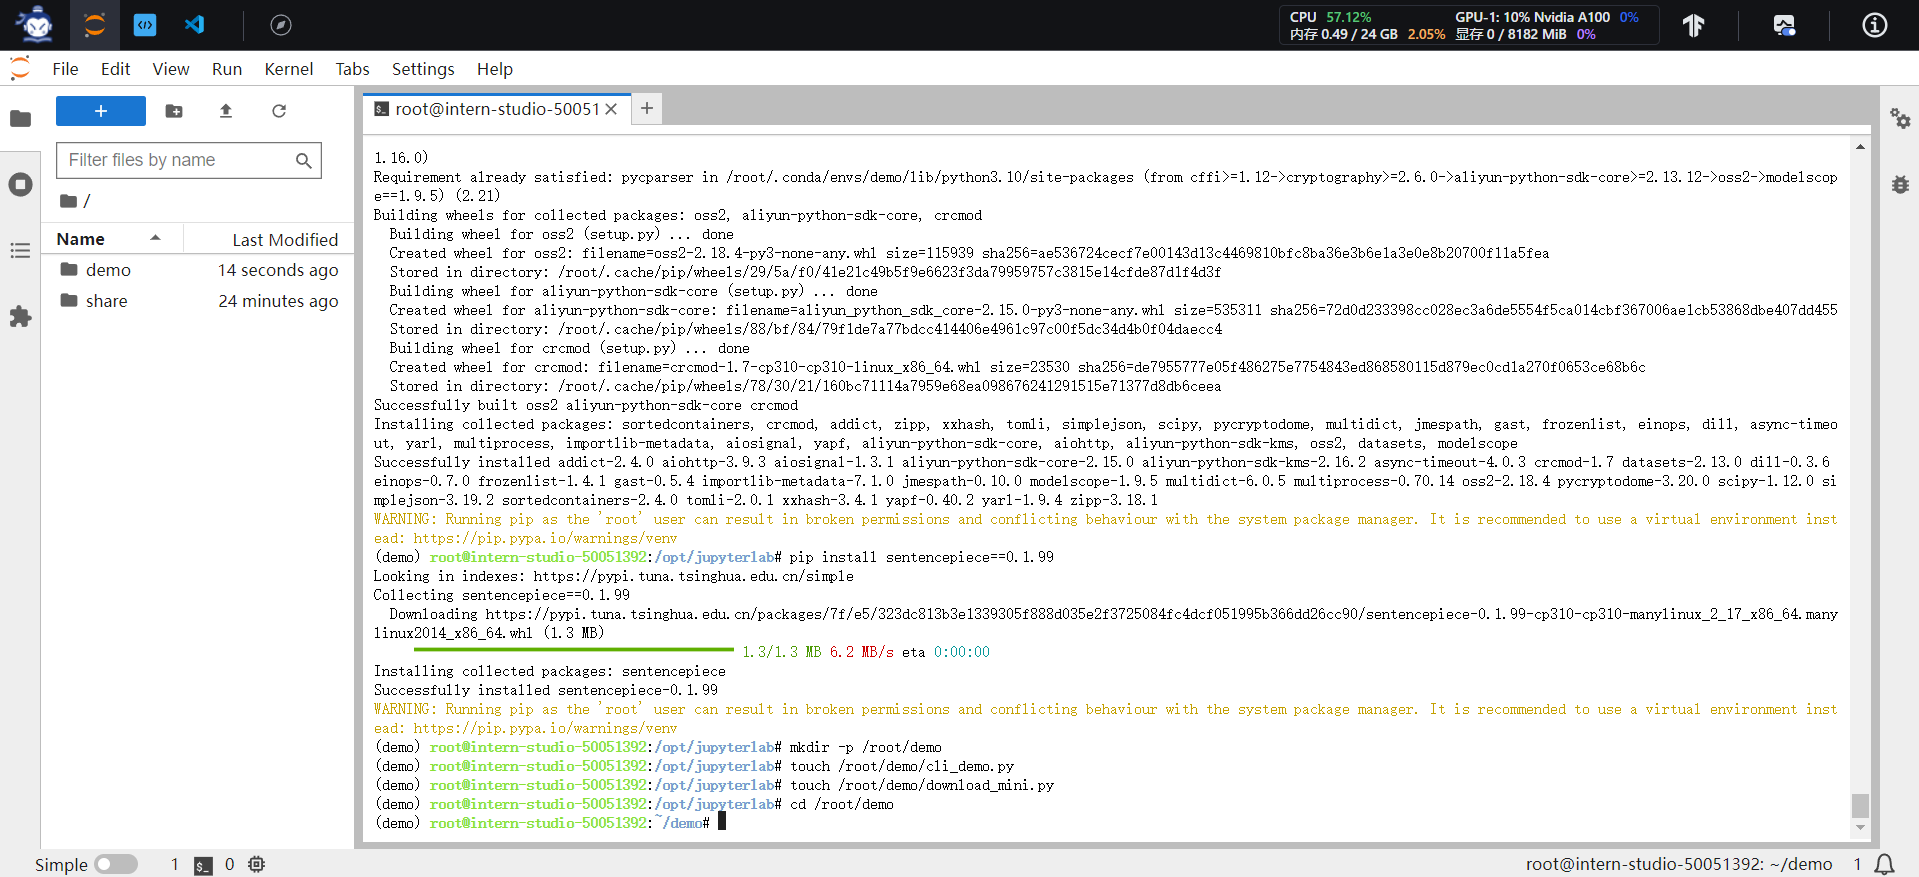 CPU 57.12% GPU-1: 10% Nvidia A100 0%
内存 0.49 / 24 GB 2.05% 显存 0 / 8182 MiB 0%
File Edit View Run Kernel Tabs Settings Help
+
root@intern-studio-50051
Filter files by name
/
Name Last Modified
demo 14 seconds ago
share 24 minutes ago
1.16.0)
Requirement already satisfied: pycparser in /root/.conda/envs/demo/lib/python3.10/site-packages (from cffi>=1.12->cryptography>=2.6.0->aliyun-python-sdk-core>=2.13.12->oss2->modelscop
e==1.9.5) (2.21)
Building wheels for collected packages: oss2, aliyun-python-sdk-core, crcmod
Building wheel for oss2 (setup.py) ... done
Created wheel for oss2: filename=oss2-2.18.4-py3-none-any.whl size=115939 sha256=ae536724cecf7e00143d13c4469810bfc8ba36e3b6e1a3e0e8b20700f11a5fea
Stored in directory: /root/.cache/pip/wheels/29/5a/f0/41e21c49b5f9e6623f3da79959757c3815e14cfde87d1f4d3f
Building wheel for aliyun-python-sdk-core (setup.py) ... done
Created wheel for aliyun-python-sdk-core: filename=aliyun_python_sdk_core-2.15.0-py3-none-any.whl size=535311 sha256=72d0d233398cc028ec3a6de5de554f5ca014cbf367006ae1cb53868dbe407dd455
Stored in directory: /root/.cache/pip/wheels/88/bf/84/79f1de7a77bdcc414406e4961c97c00f5dc34d4b0f04daecc4
Building wheel for crcmod (setup.py) ... done
Created wheel for crcmod: filename=crcmod-1.7-cp310-cp310-linux_x86_64.whl size=23530 sha256=de7955777e05f486275e7754843ed868580115d879ec0cd1a270f0653ce68b6c
Stored in directory: /root/.cache/pip/wheels/78/30/21/160bc71114a7959e68ea098676241291515e71377d8db6ceea
Successfully built oss2 aliyun-python-sdk-core crcmod
Installing collected packages: sortedcontainers, crcmod, addict, zipp, xxhash, tomli, simplejson, scipy, pycryptodome, multidict, jmespath, gast, frozenlist, einops, dill, async-timeo
ut, yarl, multiprocess, importlib-metadata, aiosignal, yapf, aliyun-python-sdk-core, aiohttp, aliyun-python-sdk-kms, oss2, datasets, modelscope
Successfully installed addict-2.4.0 aiohttp-3.9.3 aiosignal-1.3.1 aliyun-python-sdk-core-2.15.0 aliyun-python-sdk-kms-2.16.2 async-timeout-4.0.3 crcmod-1.7 datasets-2.13.0 dill-0.3.6
einops-0.7.0 frozenlist-1.4.1 gast-0.5.4 importlib-metadata-7.1.0 jmespath-0.10.0 modelscope-1.9.5 multidict-6.0.5 multiprocess-0.70.14 oss2-2.18.4 pycryptodome-3.20.0 scipy-1.12.0 si
mplejson-3.19.2 sortedcontainers-2.4.0 tomli-2.0.1 xxhash-3.4.1 yapf-0.40.2 yarl-1.9.4 zipp-3.18.1
WARNING: Running pip as the 'root' user can result in broken permissions and conflicting behaviour with the system package manager. It is recommended to use a virtual environment inst
ead: https://pip.pypa.io/warnings/venv
(demo) root@intern-studio-50051392:/opt/jupyterlab# pip install sentencepiece==0.1.99
Looking in indexes: https://pypi.tuna.tsinghua.edu.cn/simple
Collecting sentencepiece==0.1.99
Downloading https://pypi.tuna.tsinghua.edu.cn/packages/7f/e5/323dc813b3e1339305f888d035e2f3725084fc4dcf051995b366dd26cc90/sentencepiece-0.1.99-cp310-cp310-manylinux_2_17_x86_64.many
linux2014_x86_64.whl (1.3 MB)
1.3/1.3 MB 6.2 MB/s eta 0:00:00
Installing collected packages: sentencepiece
Successfully installed sentencepiece-0.1.99
WARNING: Running pip as the 'root' user can result in broken permissions and conflicting behaviour with the system package manager. It is recommended to use a virtual environment inst
ead: https://pip.pypa.io/warnings/venv
(demo) root@intern-studio-50051392:/opt/jupyterlab# mkdir -p /root/demo
(demo) root@intern-studio-50051392:/opt/jupyterlab# touch /root/demo/cli_demo.py
(demo) root@intern-studio-50051392:/opt/jupyterlab# touch /root/demo/download_mini.py
(demo) root@intern-studio-50051392:/opt/jupyterlab# cd /root/demo
(demo) root@intern-studio-50051392:~/demo#
Simple 1 0 root@intern-studio-50051392: ~/demo 1